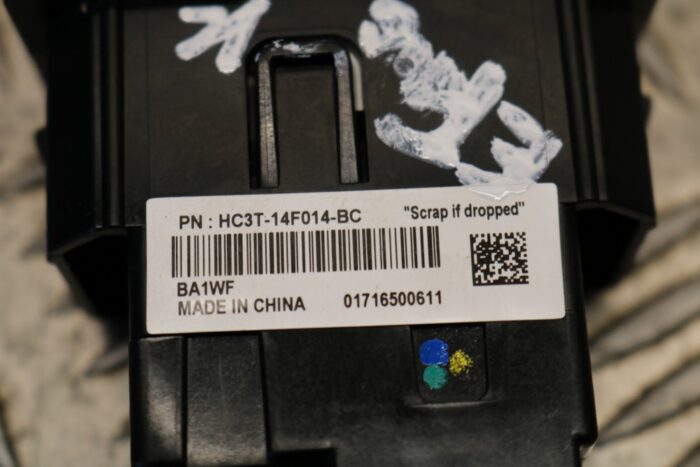 PN : HC3T-14F014-BC "Scrap if dropped"
BA1WF
MADE IN CHINA 01716500611